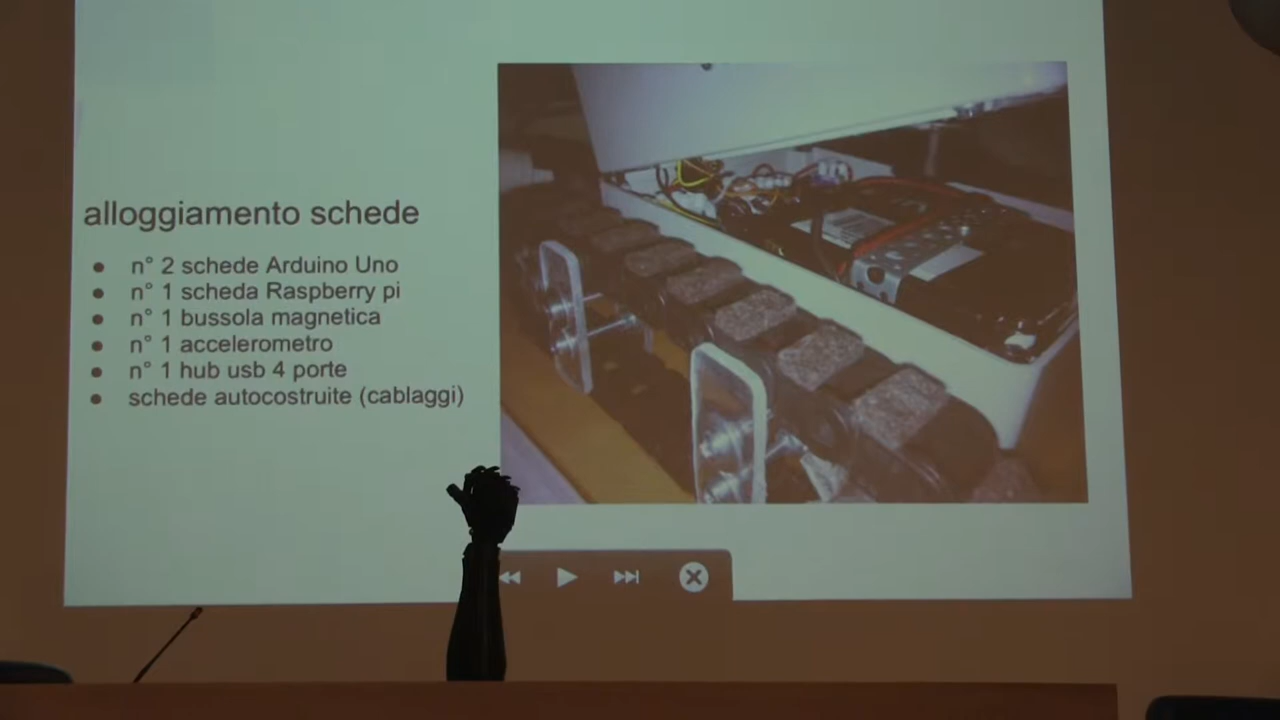 alloggiamento schede
n° 2 schede Arduino Uno
n° 1 scheda Raspberry pi
n° 1 bussola magnetica
n° 1 accelerometro
n° 1 hub usb 4 porte
schede autocostruite (cablaggi)